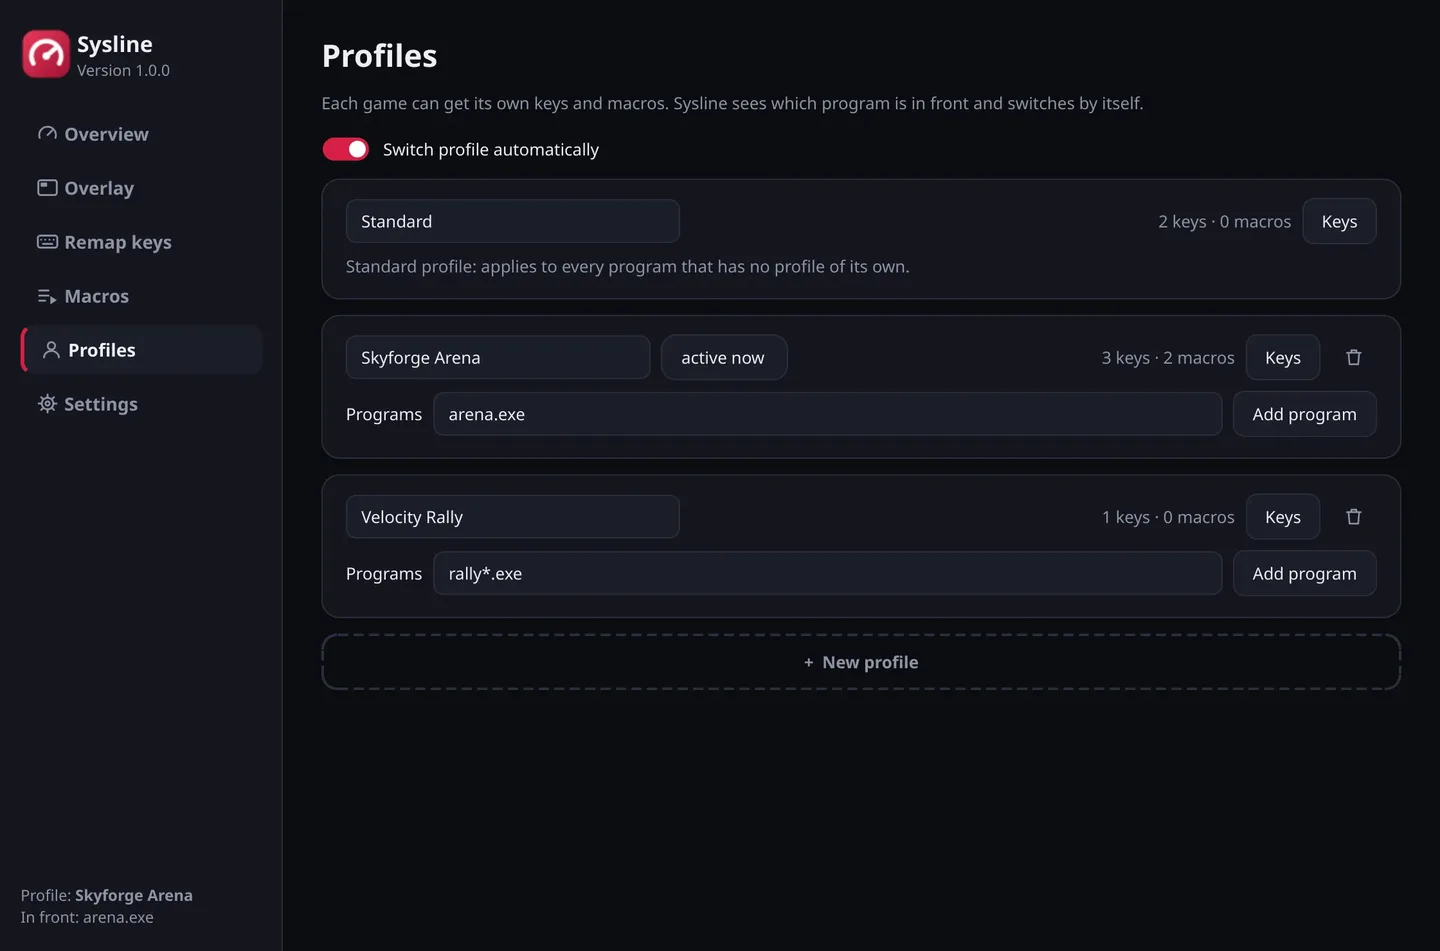 Sysline
Version 1.0.0
Overview
Overlay
Remap keys
Macros
Profiles
Settings
Profile: Skyforge Arena
In front: arena.exe
Profiles
Each game can get its own keys and macros. Sysline sees which program is in front and switches by itself.
Switch profile automatically
Standard
2 keys · 0 macros
Keys
Standard profile: applies to every program that has no profile of its own.
Skyforge Arena
active now
3 keys · 2 macros
Keys
Programs
arena.exe
Add program
Velocity Rally
1 keys · 0 macros
Keys
Programs
rally*.exe
Add program
+ New profile